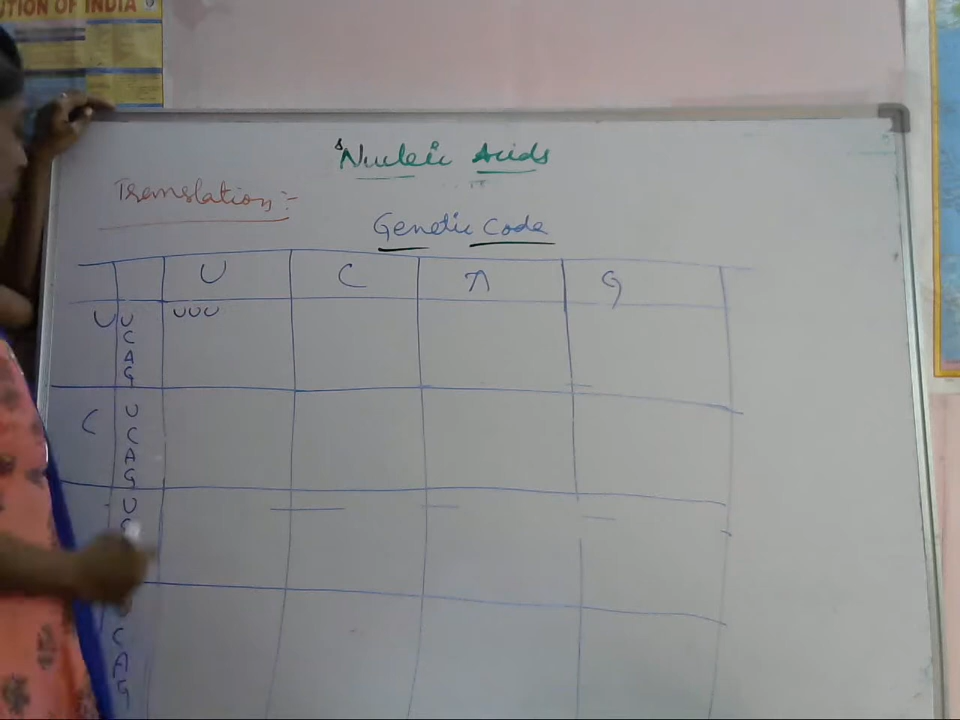 TION OF INDIA
Nucleic Acids
Translation :-
Genetic Code
U C A G
U U UUU
C
A
G
C U
C
A
G
U
C
A
G